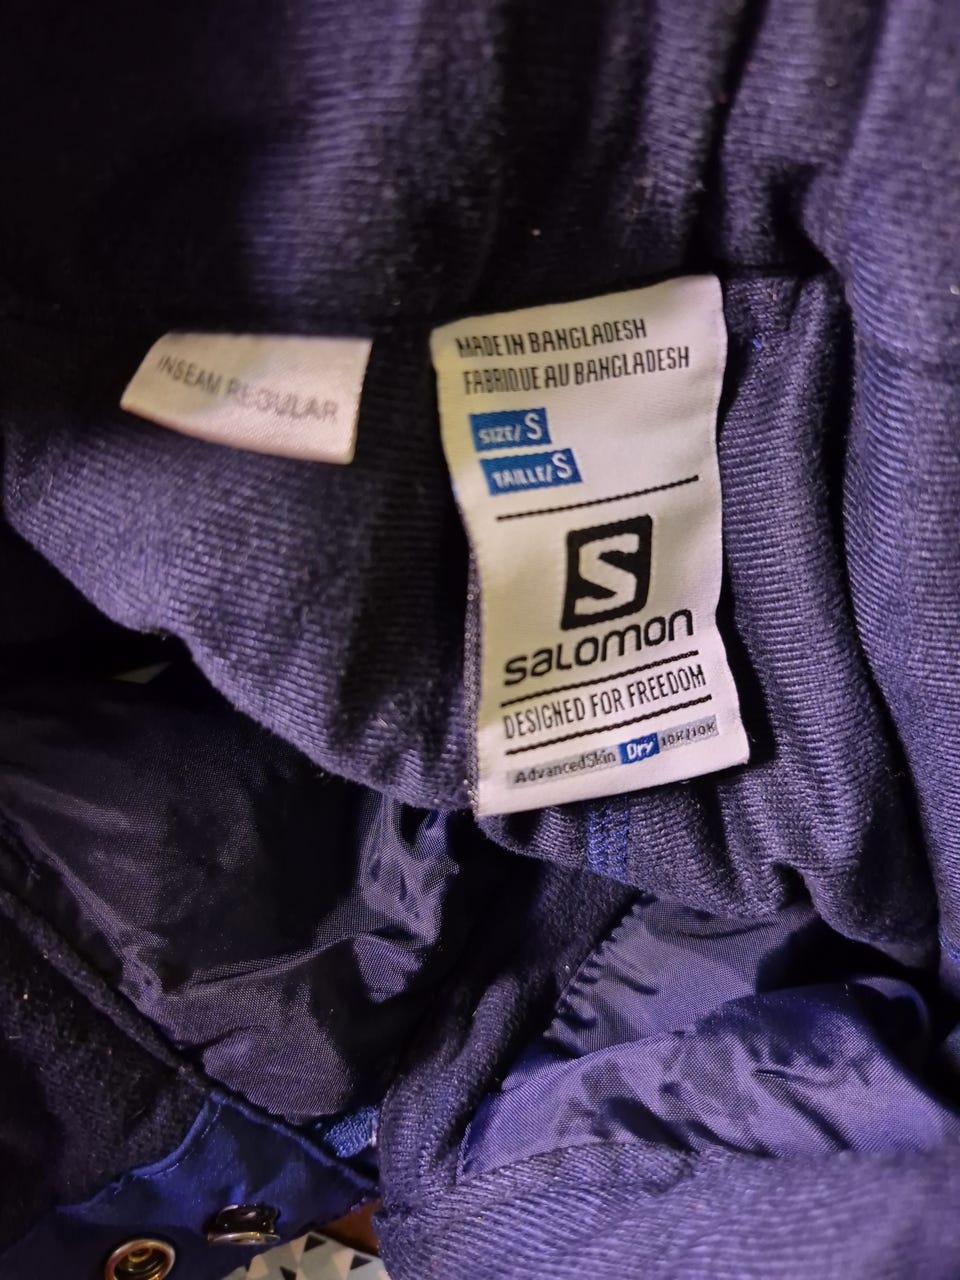 INSEAM REGULAR
MADE IN BANGLADESH
FABRIQUE AU BANGLADESH
SIZE/ S
TAILLE/ S
S
SALOMON
DESIGNED FOR FREEDOM
AdvancedSkin Dry 10K/10K